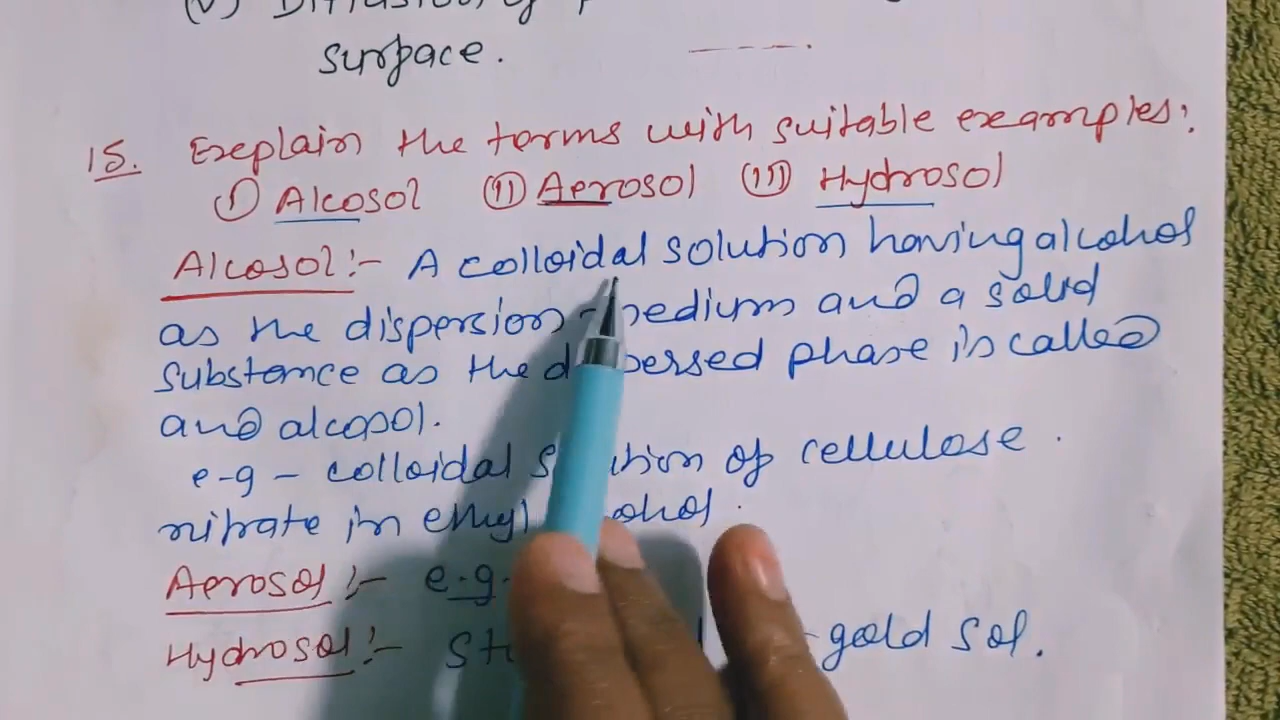 surface.
15. Explain the terms with suitable examples:
(I) Alcosol (II) Aerosol (III) Hydrosol
Alcosol:- A colloidal solution having alcohol
as the dispersion medium and a solid
substance as the dispersed phase is called
and alcosol.
e-g - colloidal solution of cellulose
nitrate in ethyl alcohol.
Aerosol:- e.g.
Hydrosol:- gold sol.